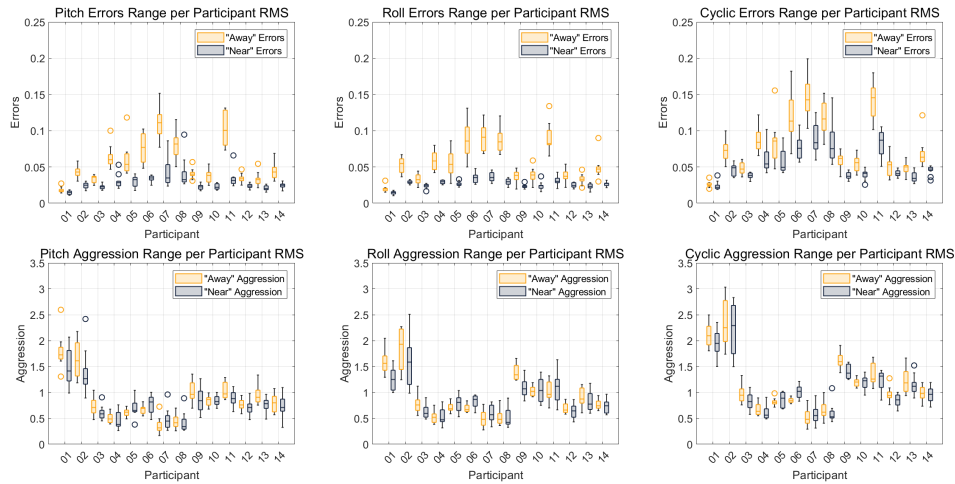 Pitch Errors Range per Participant RMS
0.25
0.2
0.15
0.1
0.05
0
Errors
"Away" Errors
"Near" Errors
01 02 03 04 05 06 07 08 09 10 11 12 13 14
Participant
Roll Errors Range per Participant RMS
0.25
0.2
0.15
0.1
0.05
0
Errors
"Away" Errors
"Near" Errors
01 02 03 04 05 06 07 08 09 10 11 12 13 14
Participant
Cyclic Errors Range per Participant RMS
0.25
0.2
0.15
0.1
0.05
0
Errors
"Away" Errors
"Near" Errors
01 02 03 04 05 06 07 08 09 10 11 12 13 14
Participant
Pitch Aggression Range per Participant RMS
3.5
3
2.5
2
1.5
1
0.5
0
Aggression
"Away" Aggression
"Near" Aggression
01 02 03 04 05 06 07 08 09 10 11 12 13 14
Participant
Roll Aggression Range per Participant RMS
3.5
3
2.5
2
1.5
1
0.5
0
Aggression
"Away" Aggression
"Near" Aggression
01 02 03 04 05 06 07 08 09 10 11 12 13 14
Participant
Cyclic Aggression Range per Participant RMS
3.5
3
2.5
2
1.5
1
0.5
0
Aggression
"Away" Aggression
"Near" Aggression
01 02 03 04 05 06 07 08 09 10 11 12 13 14
Participant